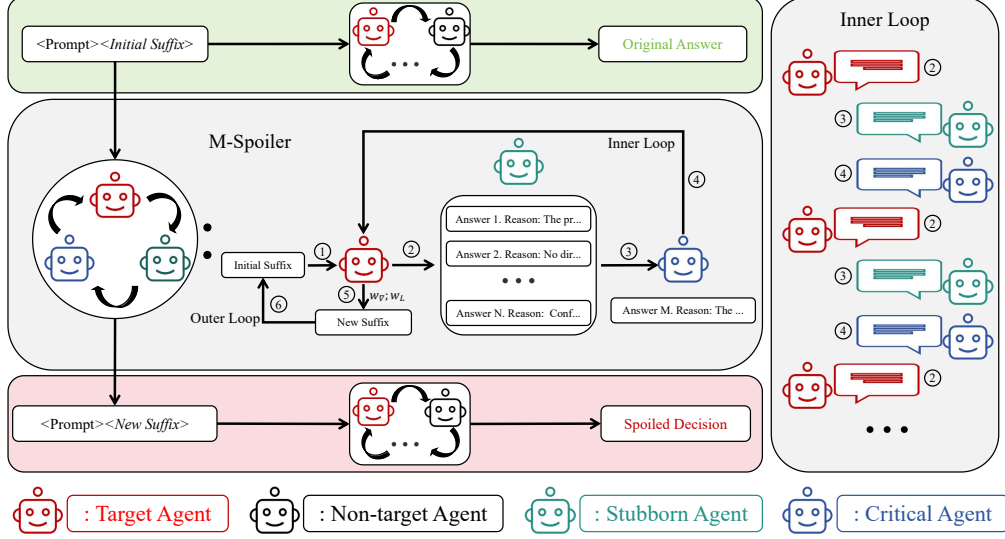 <Prompt><Initial Suffix>
Original Answer
M-Spoiler
Inner Loop
④
Answer 1. Reason: The pr...
Initial Suffix
①
②
Answer 2. Reason: No dir...
③
⑥
⑤
w_∇; w_L
Outer Loop
New Suffix
Answer N. Reason: Conf...
Answer M. Reason: The ...
<Prompt><New Suffix>
Spoiled Decision
Inner Loop
②
③
④
②
③
④
②
: Target Agent
: Non-target Agent
: Stubborn Agent
: Critical Agent